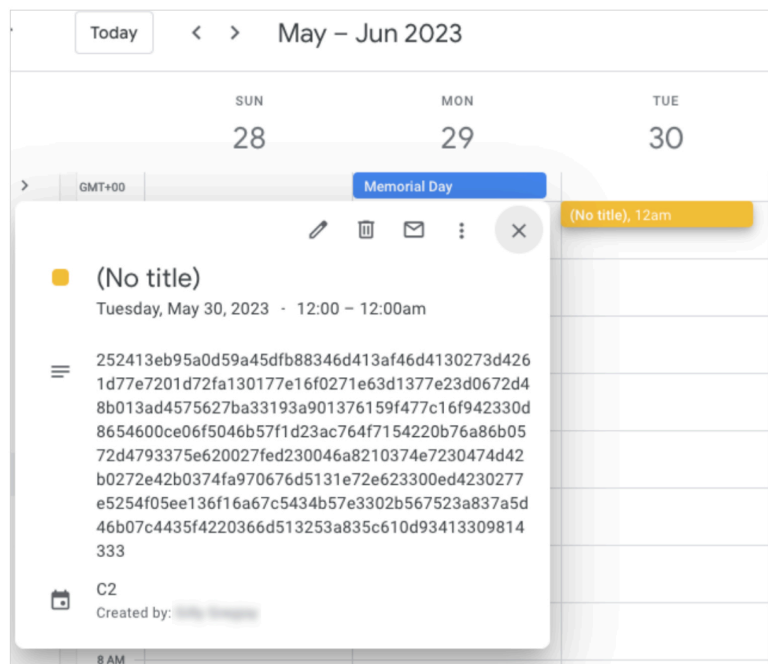 Today
May – Jun 2023
SUN
MON
TUE
28
29
30
GMT+00
Memorial Day
(No title), 12am
(No title)
Tuesday, May 30, 2023 · 12:00 – 12:00am
252413eb95a0d59a45dfb88346d413af46d4130273d426
1d77e7201d72fa130177e16f0271e63d1377e23d0672d4
8b013ad4575627ba33193a901376159f477c16f942330d
8654600ce06f5046b57f1d23ac764f7154220b76a86b05
72d4793375e620027fed230046a8210374e7230474d42
b0272e42b0374fa970676d5131e72e623300ed4230277
e5254f05ee136f16a67c5434b57e3302b567523a837a5d
46b07c4435f4220366d513253a835c610d93413309814
333
C2
Created by:
8 AM